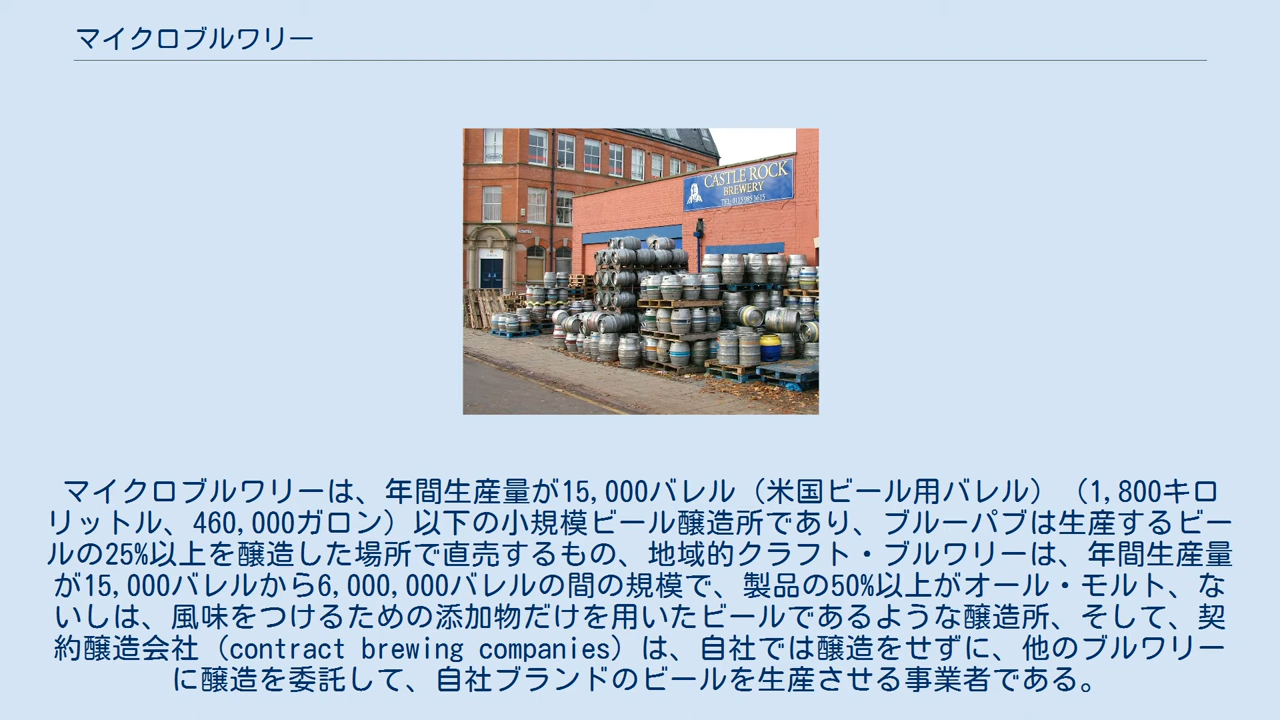 マイクロブルワリー
CASTLE ROCK
BREWERY
TEL: 0115 985 1615
マイクロブルワリーは、年間生産量が15,000バレル（米国ビール用バレル）（1,800キロ
リットル、460,000ガロン）以下の小規模ビール醸造所であり、ブルーパブは生産するビー
ルの25%以上を醸造した場所で直売するもの、地域的クラフト・ブルワリーは、年間生産量
が15,000バレルから6,000,000バレルの間の規模で、製品の50%以上がオール・モルト、な
いしは、風味をつけるための添加物だけを用いたビールであるような醸造所、そして、契
約醸造会社（contract brewing companies）は、自社では醸造をせずに、他のブルワリー
に醸造を委託して、自社ブランドのビールを生産させる事業者である。